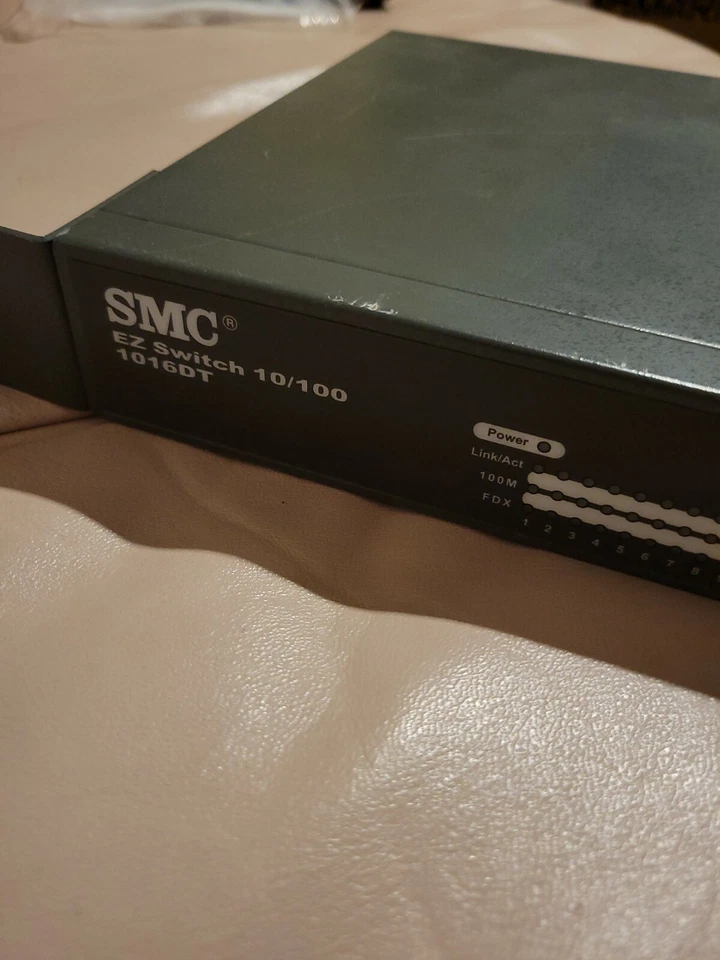 SMC®
EZ Switch 10/100
1016DT
Power
Link/Act
100M
FDX
1 2 3 4 5 6 7 8